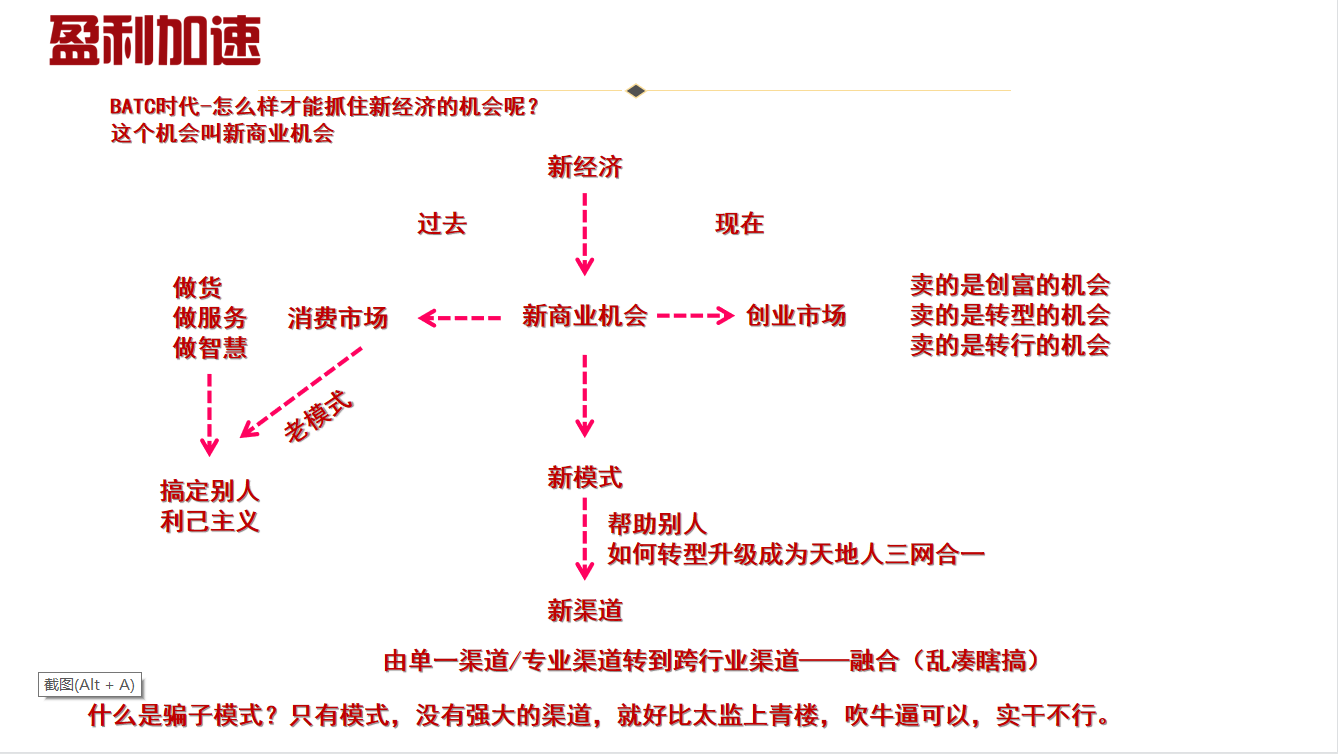 盈利加速
BATC时代-怎么样才能抓住新经济的机会呢？
这个机会叫新商业机会
新经济
过去
现在
做货
做服务
做智慧
消费市场
新商业机会
创业市场
卖的是创富的机会
卖的是转型的机会
卖的是转行的机会
老模式
搞定别人
利己主义
新模式
帮助别人
如何转型升级成为天地人三网合一
新渠道
由单一渠道/专业渠道转到跨行业渠道——融合（乱凑瞎搞）
截图(Alt + A)
什么是骗子模式？只有模式，没有强大的渠道，就好比太监上青楼，吹牛逼可以，实干不行。